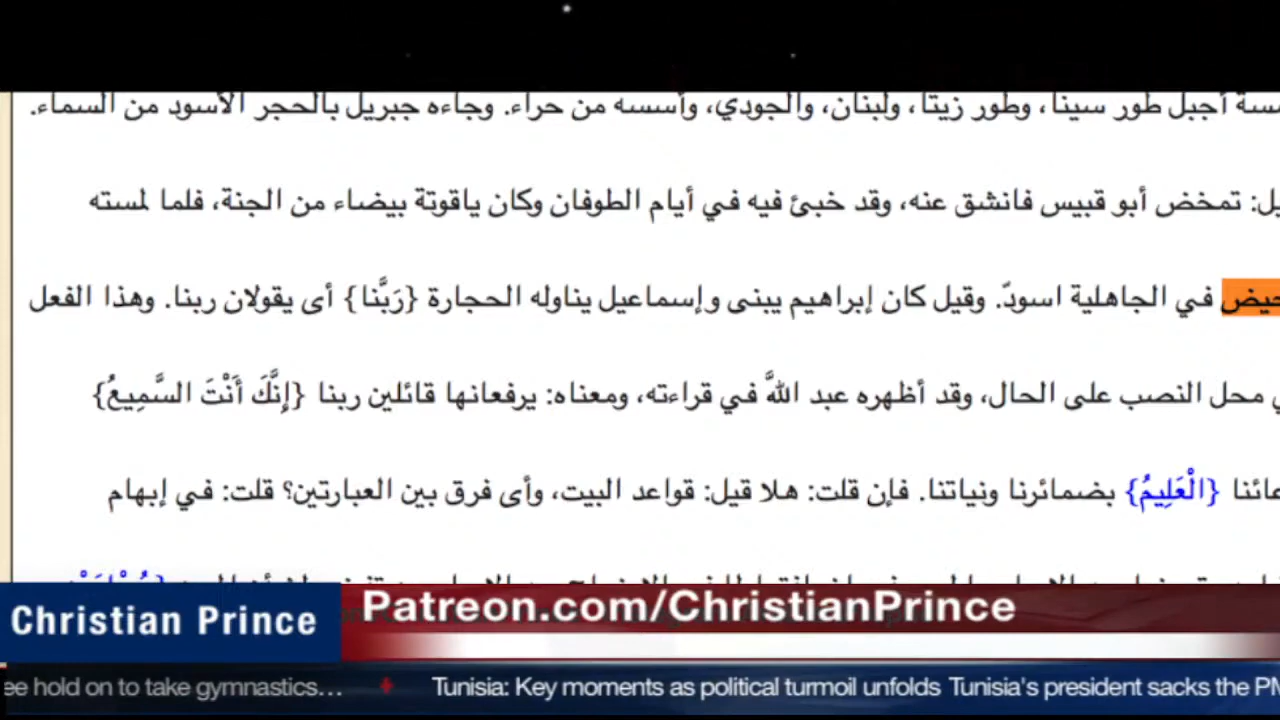 أجبل طور سينا، وطور زيتا، ولبنان، والجودي، وأسسه من حراء. وجاءه جبريل بالحجر الأسود من السماء.
تمخض أبو قبيس فانشق عنه، وقد خبئ فيه في أيام الطوفان وكان ياقوتة بيضاء من الجنة، فلما لمسته
في الجاهلية اسودّ. وقيل كان إبراهيم يبنى وإسماعيل يناوله الحجارة {رَبَّنا} أى يقولان ربنا. وهذا الفعل
محل النصب على الحال، وقد أظهره عبد اللَّه في قراءته، ومعناه: يرفعانها قائلين ربنا {إِنَّكَ أَنْتَ السَّمِيعُ}
{الْعَلِيمُ} بضمائرنا ونياتنا. فإن قلت: هلا قيل: قواعد البيت، وأى فرق بين العبارتين؟ قلت: في إبهام
Patreon.com/ChristianPrince
Christian Prince
ee hold on to take gymnastics… Tunisia: Key moments as political turmoil unfolds Tunisia's president sacks the PM